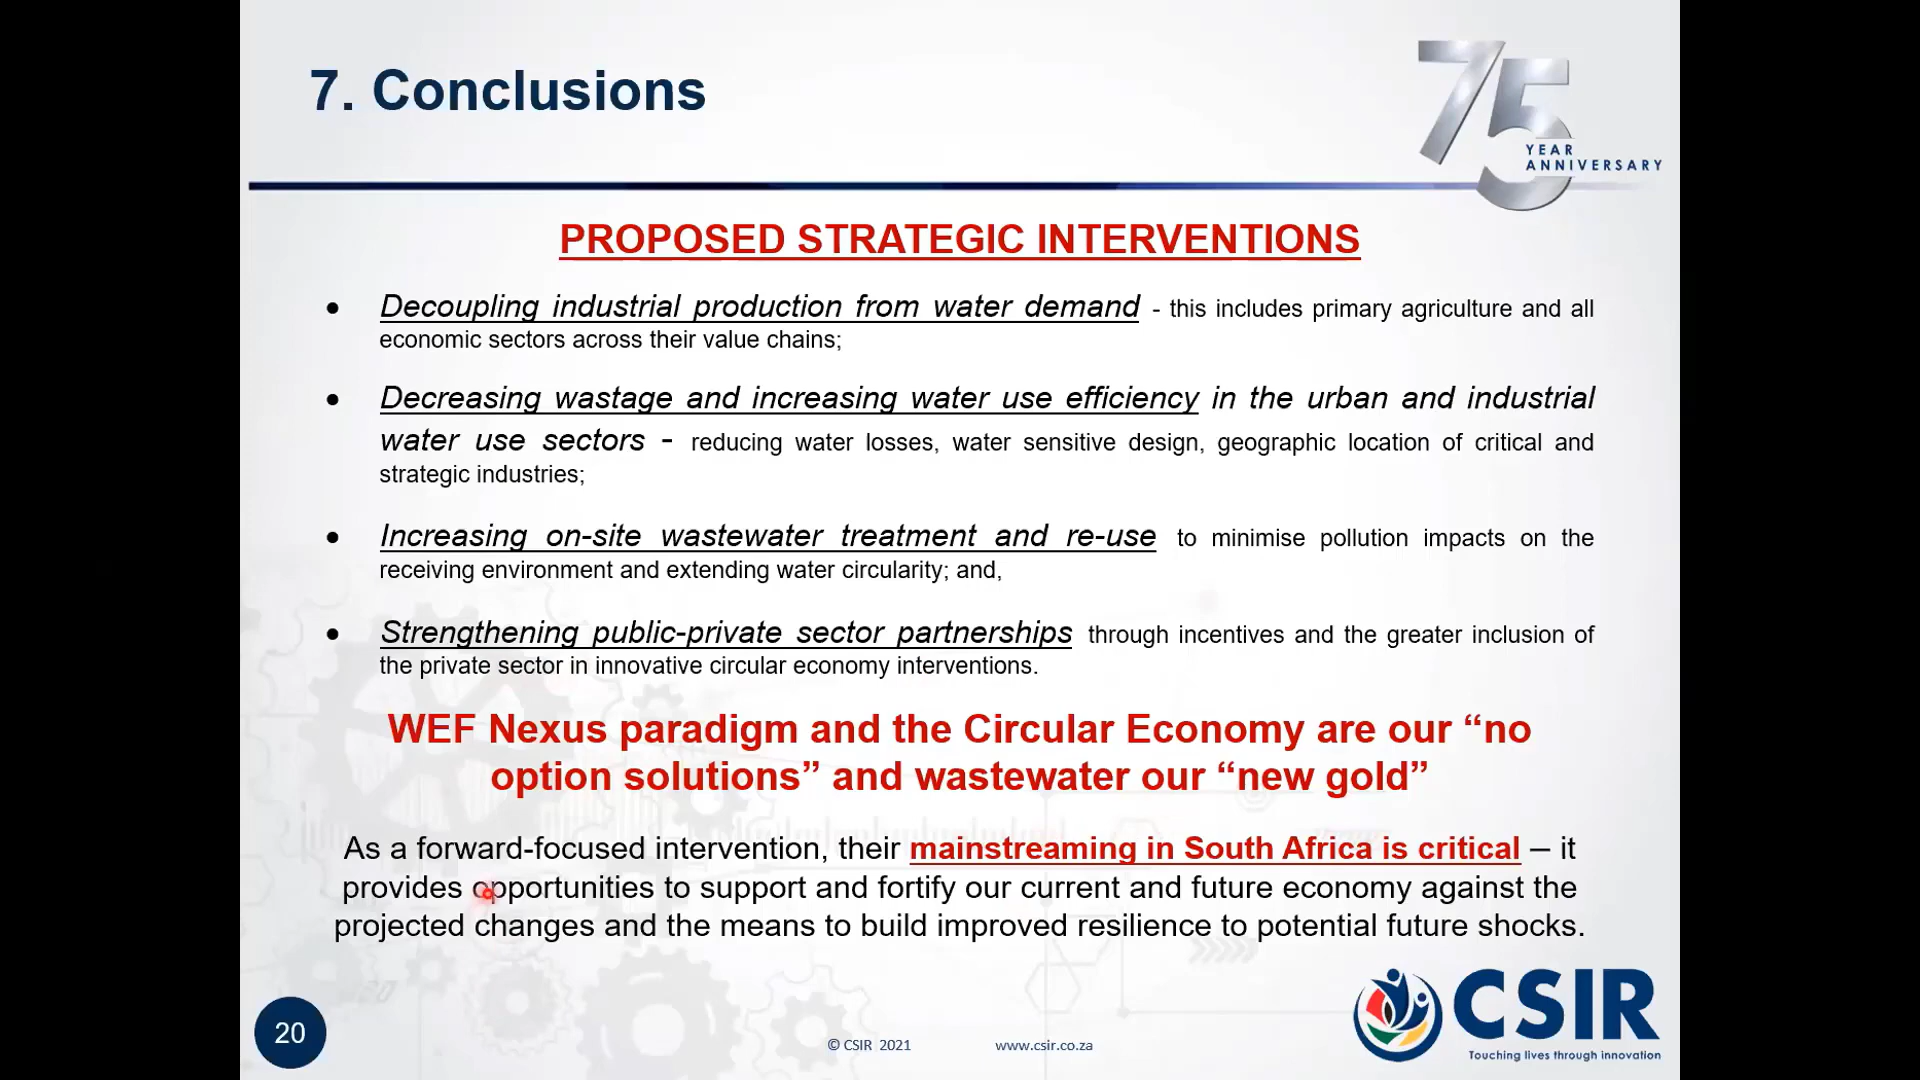 7. Conclusions
75
YEAR
ANNIVERSARY
PROPOSED STRATEGIC INTERVENTIONS
• Decoupling industrial production from water demand - this includes primary agriculture and all
economic sectors across their value chains;
• Decreasing wastage and increasing water use efficiency in the urban and industrial
water use sectors - reducing water losses, water sensitive design, geographic location of critical and
strategic industries;
• Increasing on-site wastewater treatment and re-use to minimise pollution impacts on the
receiving environment and extending water circularity; and,
• Strengthening public-private sector partnerships through incentives and the greater inclusion of
the private sector in innovative circular economy interventions.
WEF Nexus paradigm and the Circular Economy are our “no
option solutions” and wastewater our “new gold”
As a forward-focused intervention, their mainstreaming in South Africa is critical – it
provides opportunities to support and fortify our current and future economy against the
projected changes and the means to build improved resilience to potential future shocks.
20
© CSIR 2021 www.csir.co.za
CSIR
Touching lives through innovation